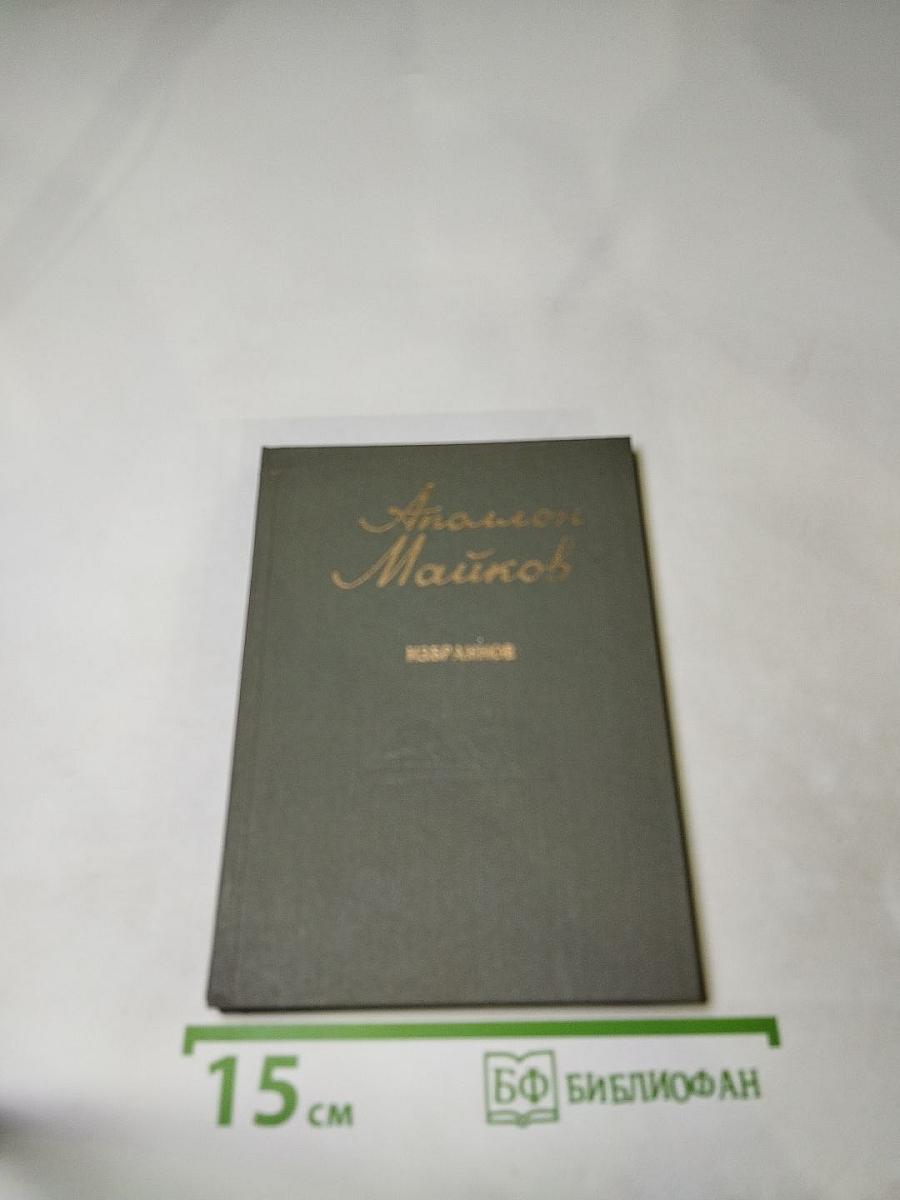 Аполлон
Майков
ИЗБРАННОЕ
15 см
БФ БИБЛИОФАН